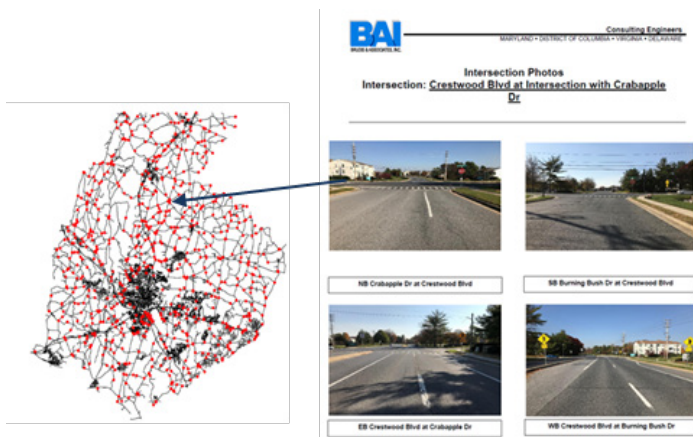 BAI
Consulting Engineers
MARYLAND • DISTRICT OF COLUMBIA • VIRGINIA • DELAWARE
Intersection Photos
Intersection: Crestwood Blvd at Intersection with Crabapple
Dr
NB Crabapple Dr at Crestwood Blvd
SB Burning Bush Dr at Crestwood Blvd
EB Crestwood Blvd at Crabapple Dr
WB Crestwood Blvd at Burning Bush Dr